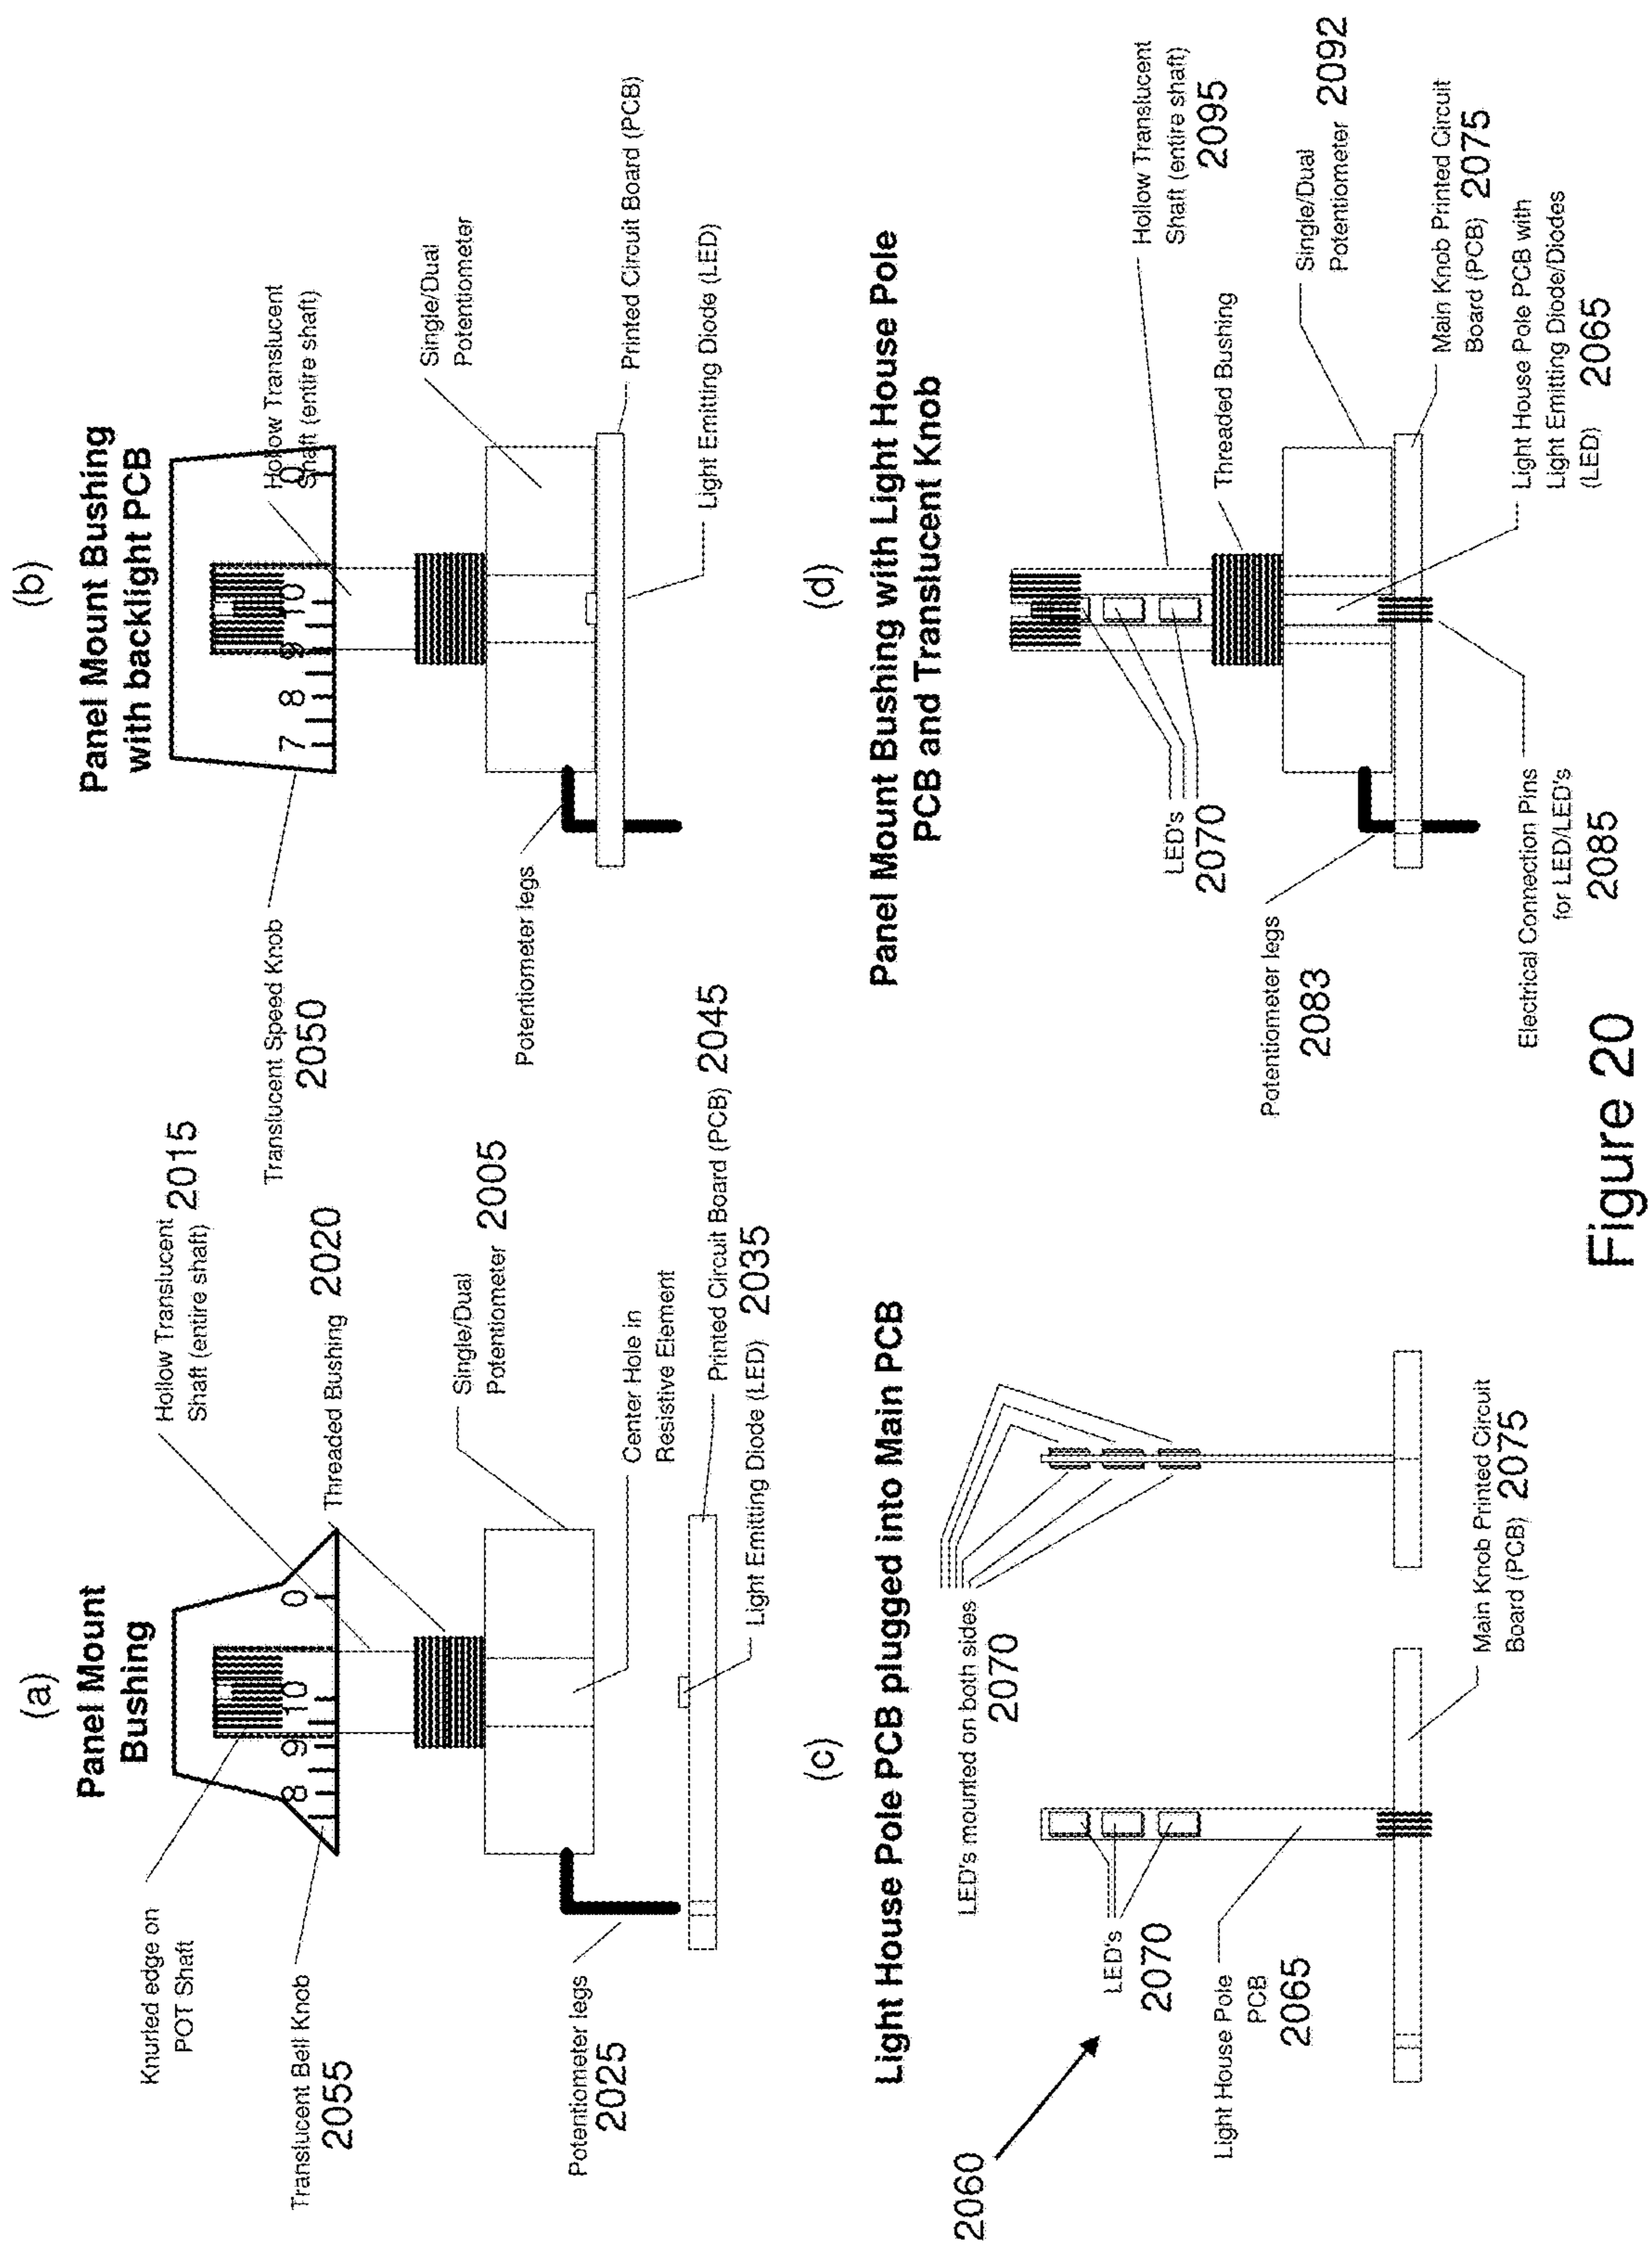 (a)
Panel Mount
Bushing
Knurled edge on
POT Shaft
Hollow Translucent
Shaft (entire shaft) 2015
Translucent Bell Knob
2055
8
9
10
0
Threaded Bushing 2020
Single/Dual
Potentiometer 2005
Potentiometer legs
2025
Center Hole in
Resistive Element
Printed Circuit Board (PCB) 2045
Light Emitting Diode (LED) 2035
(b)
Panel Mount Bushing
with backlight PCB
Translucent Speed Knob
2050
7
8
9
10
0
Hollow Translucent
Shaft (entire shaft)
Single/Dual
Potentiometer
Potentiometer legs
Printed Circuit Board (PCB)
Light Emitting Diode (LED)
(c)
Light House Pole PCB plugged into Main PCB
2060
LED's mounted on both sides
2070
LED's
2070
Light House Pole
PCB
2065
Main Knob Printed Circuit
Board (PCB) 2075
(d)
Panel Mount Bushing with Light House Pole
PCB and Translucent Knob
Hollow Translucent
Shaft (entire shaft)
2095
LED's
2070
Threaded Bushing
Single/Dual
Potentiometer 2092
Potentiometer legs
2083
Main Knob Printed Circuit
Board (PCB) 2075
Light House Pole PCB with
Light Emitting Diode/Diodes
(LED) 2065
Electrical Connection Pins
for LED/LED's
2085
Figure 20